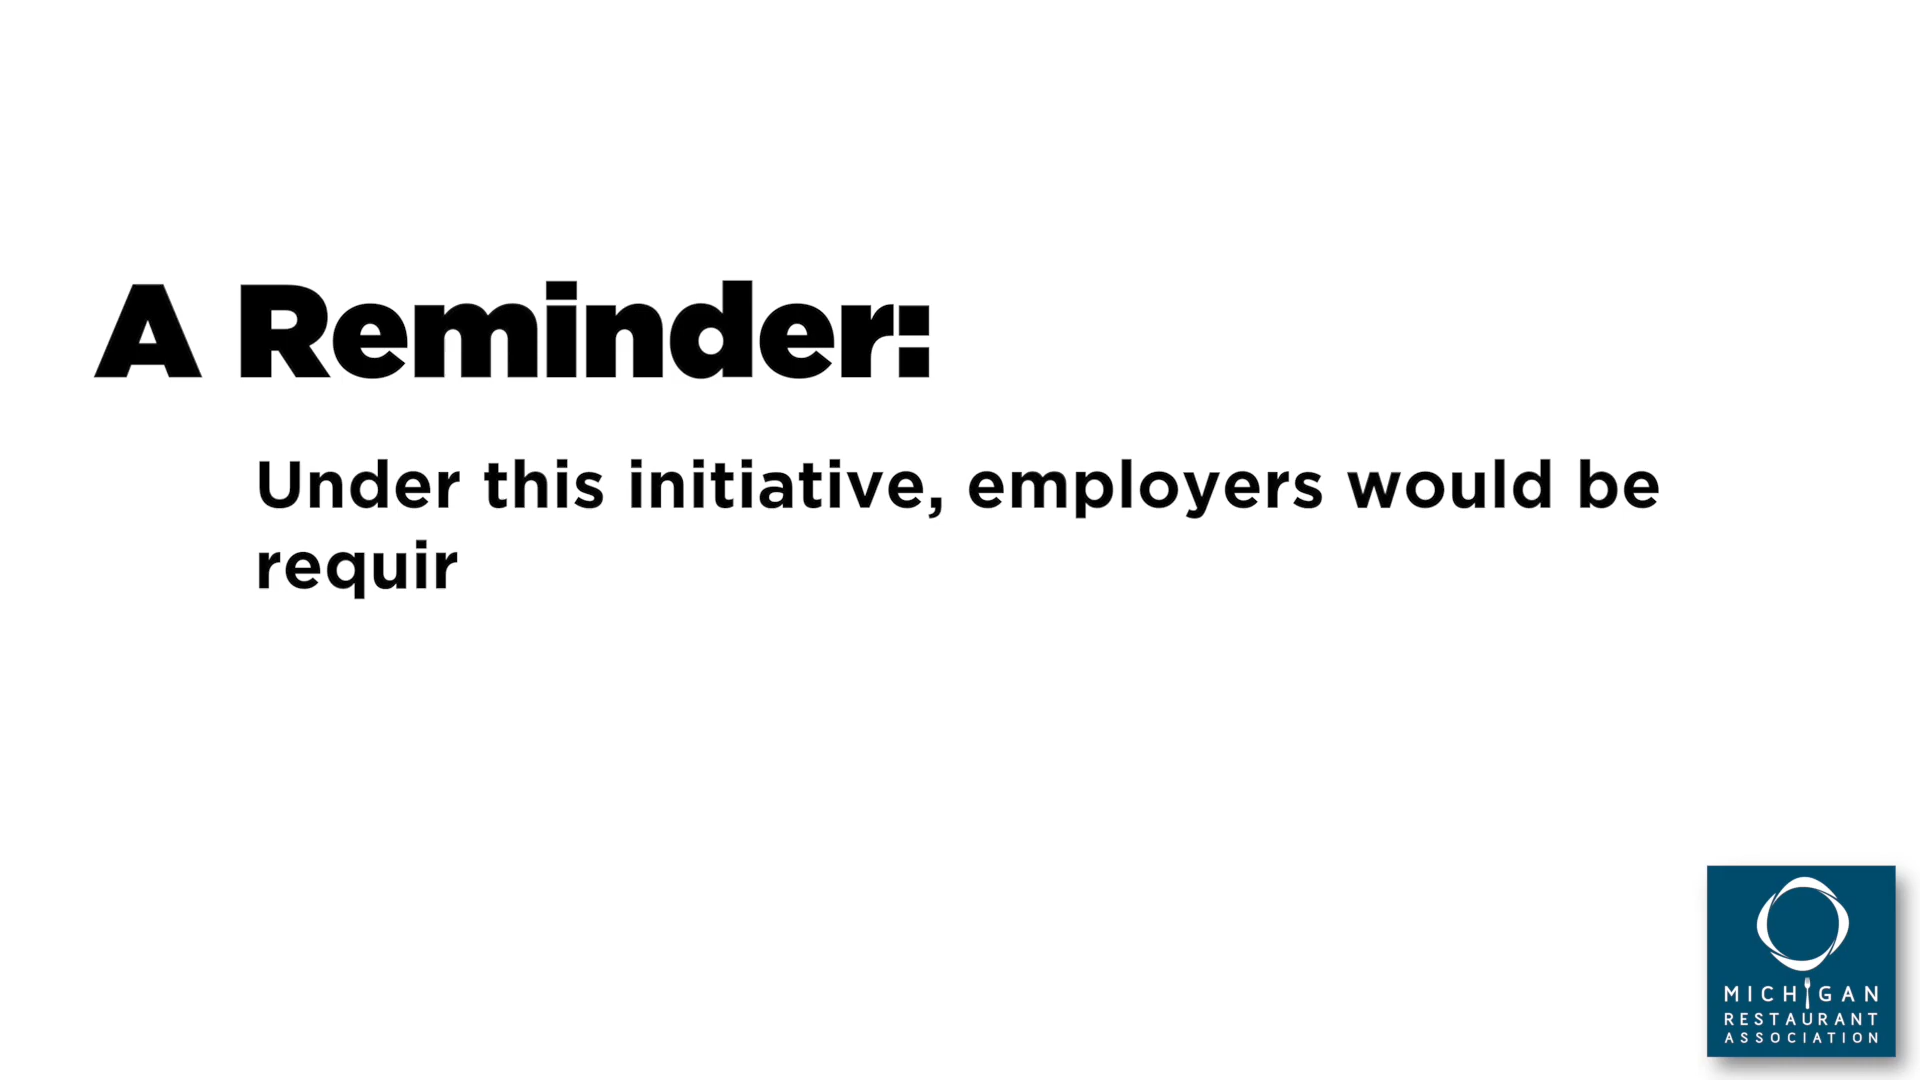 A Reminder:
Under this initiative, employers would be
requir
MICHIGAN
RESTAURANT
ASSOCIATION